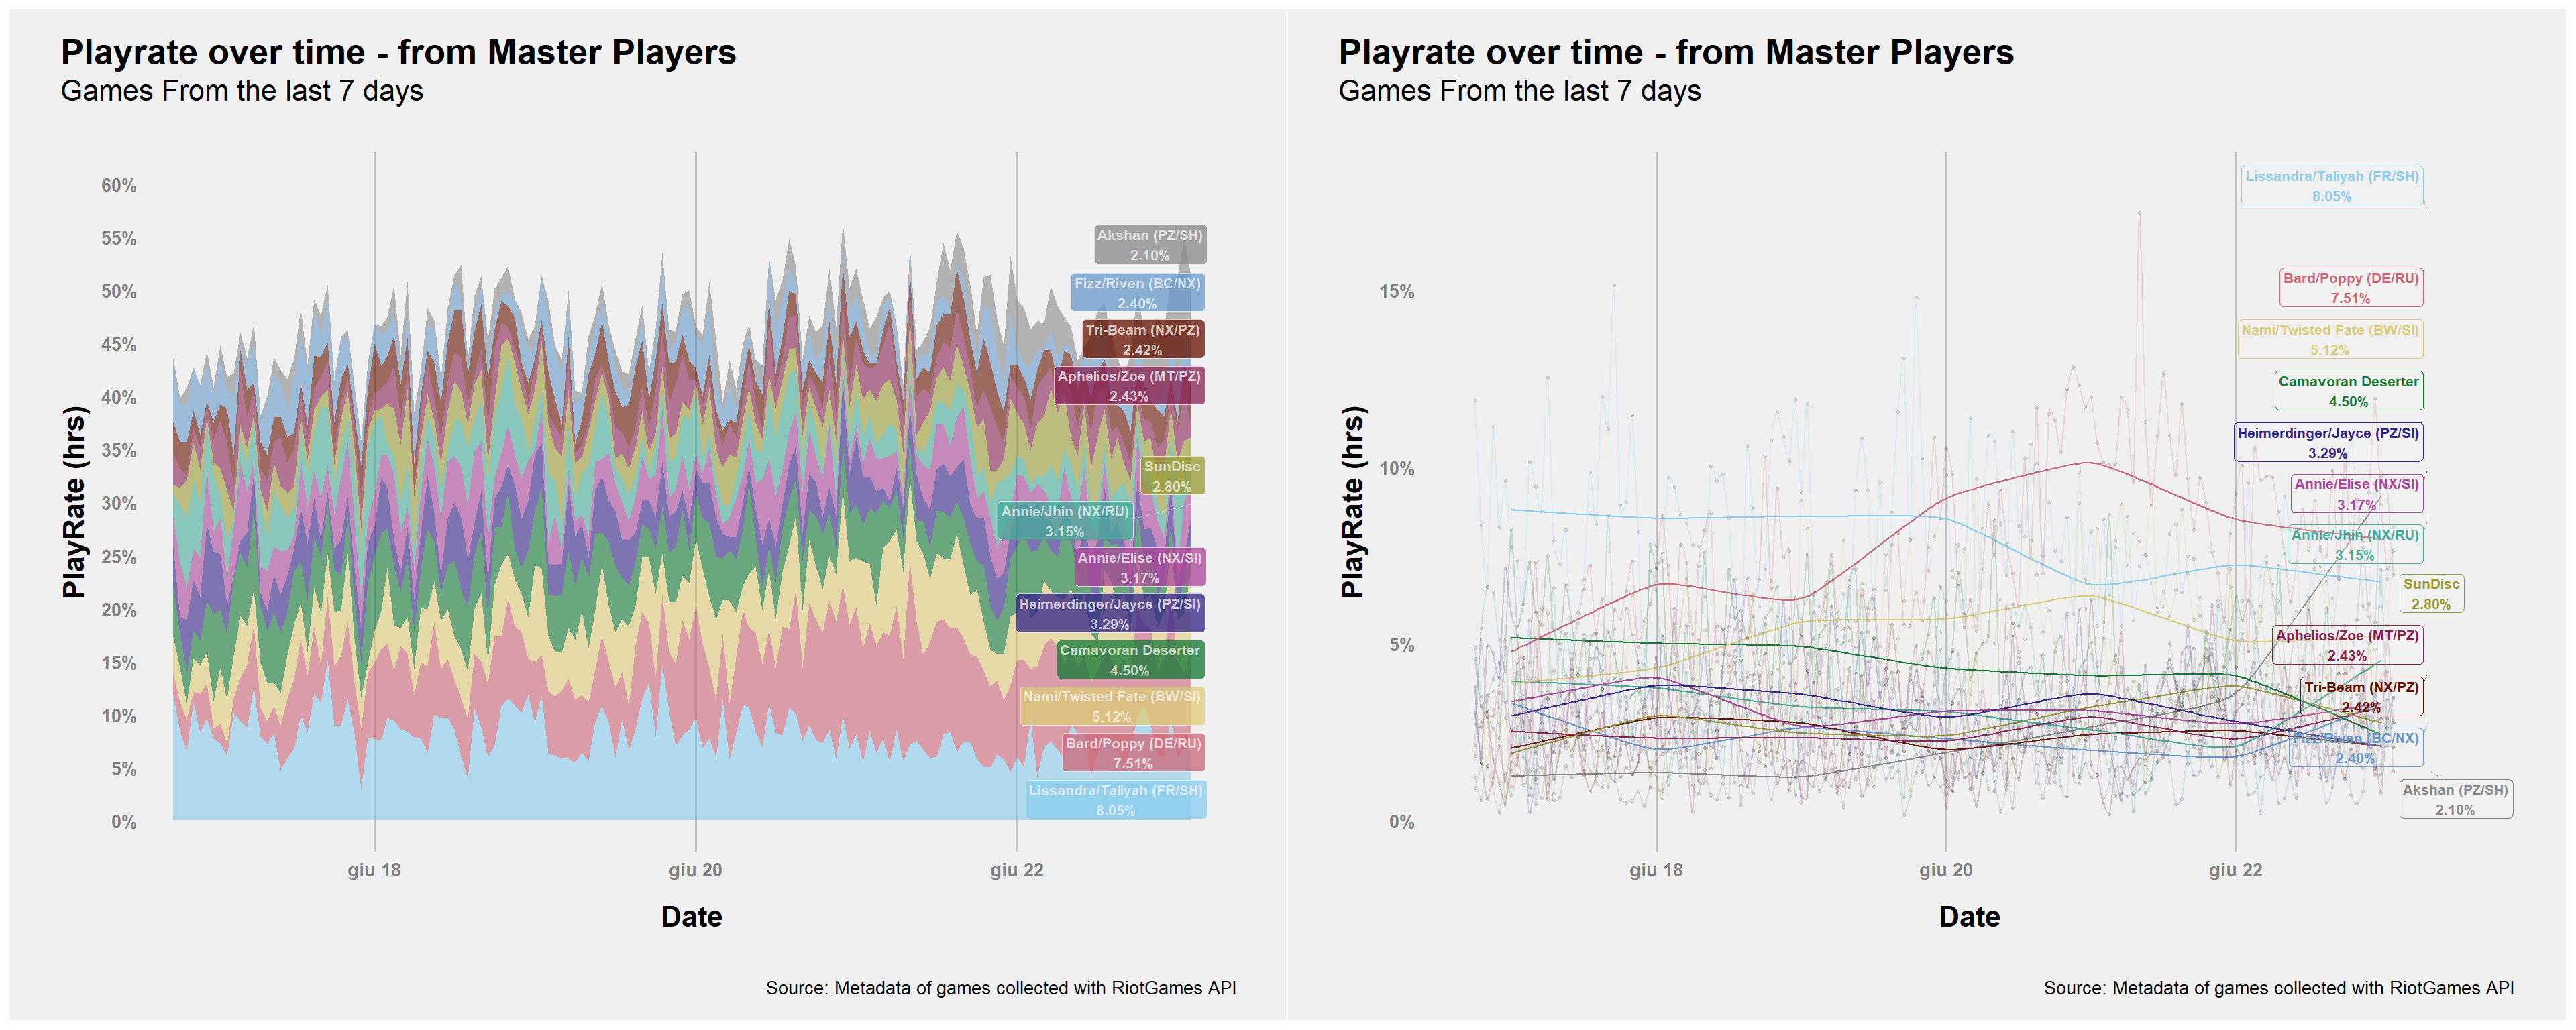 Playrate over time - from Master Players
Games From the last 7 days
PlayRate (hrs)
60%
55%
50%
45%
40%
35%
30%
25%
20%
15%
10%
5%
0%
Akshan (PZ/SH)
2.10%
Fizz/Riven (BC/NX)
2.40%
Tri-Beam (NX/PZ)
2.42%
Aphelios/Zoe (MT/PZ)
2.43%
SunDisc
2.80%
Annie/Jhin (NX/RU)
3.15%
Annie/Elise (NX/SI)
3.17%
Heimerdinger/Jayce (PZ/SI)
3.29%
Camavoran Deserter
4.50%
Nami/Twisted Fate (BW/SI)
5.12%
Bard/Poppy (DE/RU)
7.51%
Lissandra/Taliyah (FR/SH)
8.05%
giu 18
giu 20
giu 22
Date
Source: Metadata of games collected with RiotGames API
Playrate over time - from Master Players
Games From the last 7 days
PlayRate (hrs)
15%
10%
5%
0%
Lissandra/Taliyah (FR/SH)
8.05%
Bard/Poppy (DE/RU)
7.51%
Nami/Twisted Fate (BW/SI)
5.12%
Camavoran Deserter
4.50%
Heimerdinger/Jayce (PZ/SI)
3.29%
Annie/Elise (NX/SI)
3.17%
Annie/Jhin (NX/RU)
3.15%
SunDisc
2.80%
Aphelios/Zoe (MT/PZ)
2.43%
Tri-Beam (NX/PZ)
2.42%
Fizz/Riven (BC/NX)
2.40%
Akshan (PZ/SH)
2.10%
giu 18
giu 20
giu 22
Date
Source: Metadata of games collected with RiotGames API